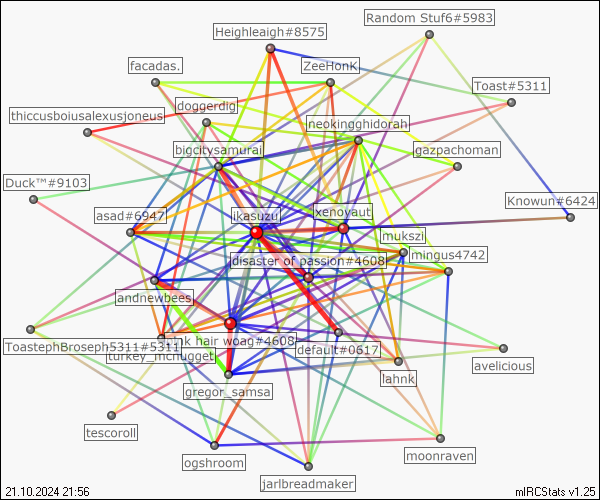 Random Stuf6#5983
Heighleaigh#8575
facadas.
ZeeHonK
Toast#5311
doggerdig
thiccusboiusalexusjoneus
neokingghidorah
bigcitysamurai
gazpachoman
Duck™#9103
Knowun#6424
asad#6947
ikasuzu
xenoyaut
mukszi
mingus4742
disaster of passion#4608
andnewbees
pink hair woag#4608
ToastephBroseph5311#5311
default#0617
turkey_mcnugget
avelicious
lahnk
gregor_samsa
tescoroll
moonraven
ogshroom
jarlbreadmaker
21.10.2024 21:56
mIRCStats v1.25